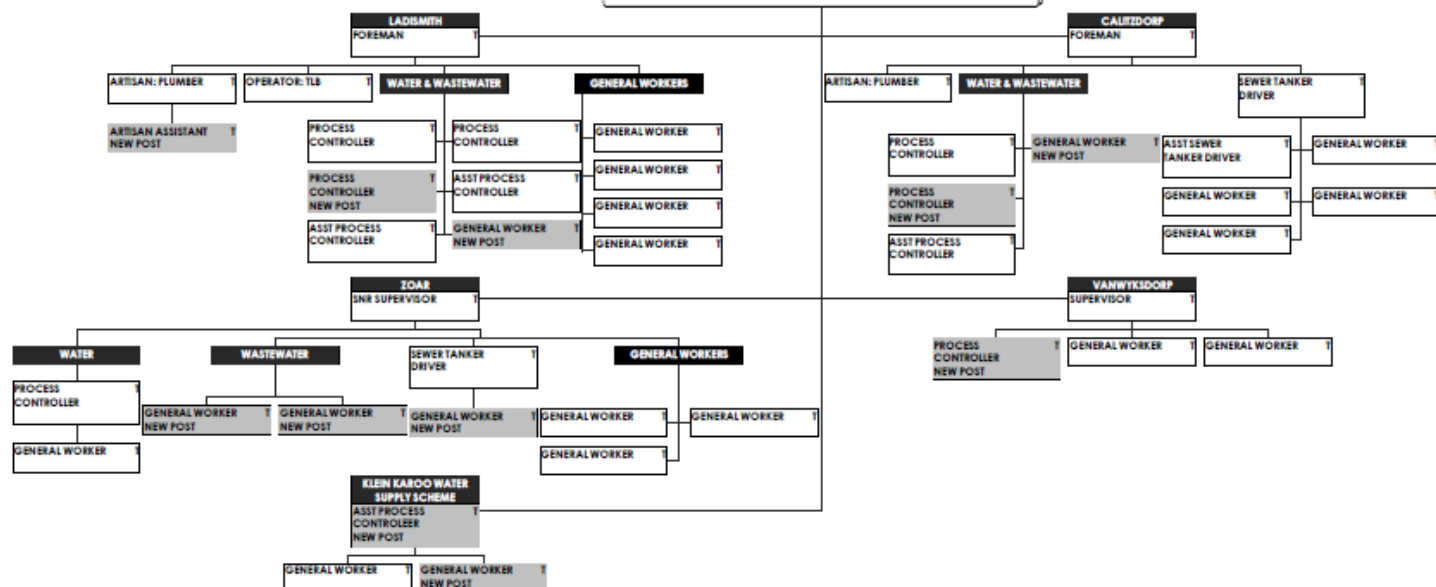 LADISMITH
FOREMAN T
CALITZDORP
FOREMAN T
ARTISAN: PLUMBER T
OPERATOR: TLB T
WATER & WASTEWATER
GENERAL WORKERS
ARTISAN ASSISTANT T
NEW POST
PROCESS T
CONTROLLER
PROCESS T
CONTROLLER
NEW POST
ASST PROCESS T
CONTROLLER
PROCESS T
CONTROLLER
ASST PROCESS T
CONTROLLER
GENERAL WORKER T
NEW POST
GENERAL WORKER T
GENERAL WORKER T
GENERAL WORKER T
GENERAL WORKER T
ARTISAN: PLUMBER T
WATER & WASTEWATER
SEWER TANKER T
DRIVER
PROCESS T
CONTROLLER
PROCESS T
CONTROLLER
NEW POST
ASST PROCESS T
CONTROLLER
GENERAL WORKER T
NEW POST
ASST SEWER T
TANKER DRIVER
GENERAL WORKER T
GENERAL WORKER T
GENERAL WORKER T
GENERAL WORKER T
ZOAR
SNR SUPERVISOR T
VANWYKSDORP
SUPERVISOR T
WATER
WASTEWATER
SEWER TANKER T
DRIVER
GENERAL WORKERS
PROCESS T
CONTROLLER
GENERAL WORKER T
GENERAL WORKER T
NEW POST
GENERAL WORKER T
NEW POST
GENERAL WORKER T
NEW POST
GENERAL WORKER T
GENERAL WORKER T
GENERAL WORKER T
PROCESS T
CONTROLLER
NEW POST
GENERAL WORKER T
GENERAL WORKER T
KLEIN KAROO WATER
SUPPLY SCHEME
ASST PROCESS T
CONTROLEER
NEW POST
GENERAL WORKER T
GENERAL WORKER T
NEW POST